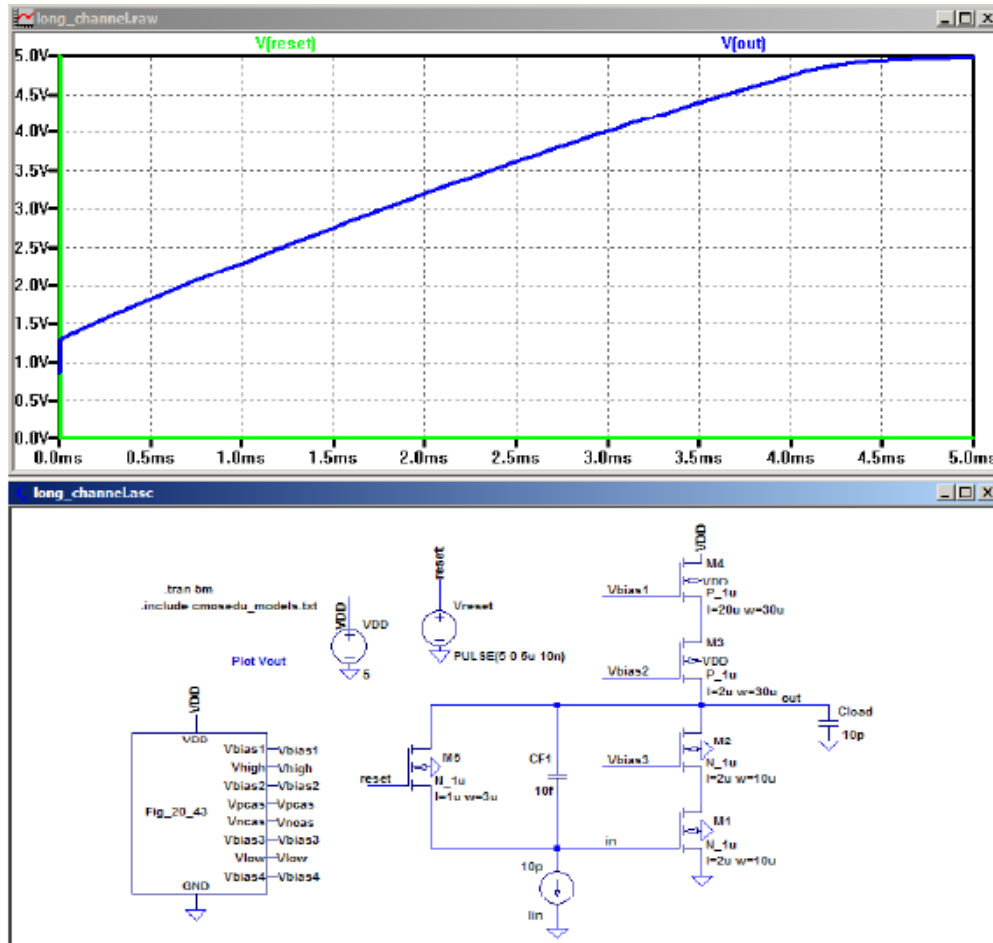 long_channel.raw
V(reset) V(out)
5.0V
4.5V
4.0V
3.5V
3.0V
2.5V
2.0V
1.5V
1.0V
0.5V
0.0V
0.0ms 0.5ms 1.0ms 1.5ms 2.0ms 2.5ms 3.0ms 3.5ms 4.0ms 4.5ms 5.0ms
long_channel.asc
.tran 5m
.include cmosedu_models.txt
Plot Vout
VDD
VDD
5
reset
Vreset
PULSE(5 0 5u 10n)
VDD
M4
Vbias1
VDD
P_1u
l=20u w=30u
M3
Vbias2
VDD
P_1u
l=2u w=30u
out
Cload
10p
VDD
VDD
Vbias1 Vbias1
Vhigh Vhigh
Vbias2 Vbias2
Vpcas Vpcas
Vncas Vncas
Vbias3 Vbias3
Vlow Vlow
Vbias4 Vbias4
Fig_20_43
GND
reset
M5
N_1u
l=1u w=3u
CF1
10f
Vbias3
M2
N_1u
l=2u w=10u
in
M1
N_1u
l=2u w=10u
10p
Iin